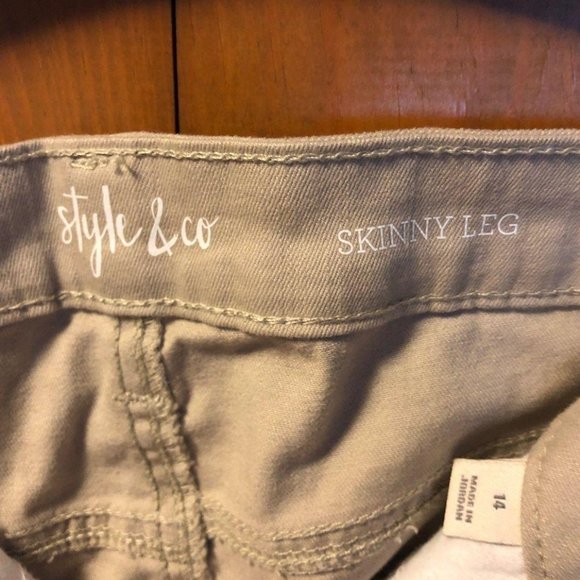 style & co
SKINNY LEG
14
MADE IN
JORDAN